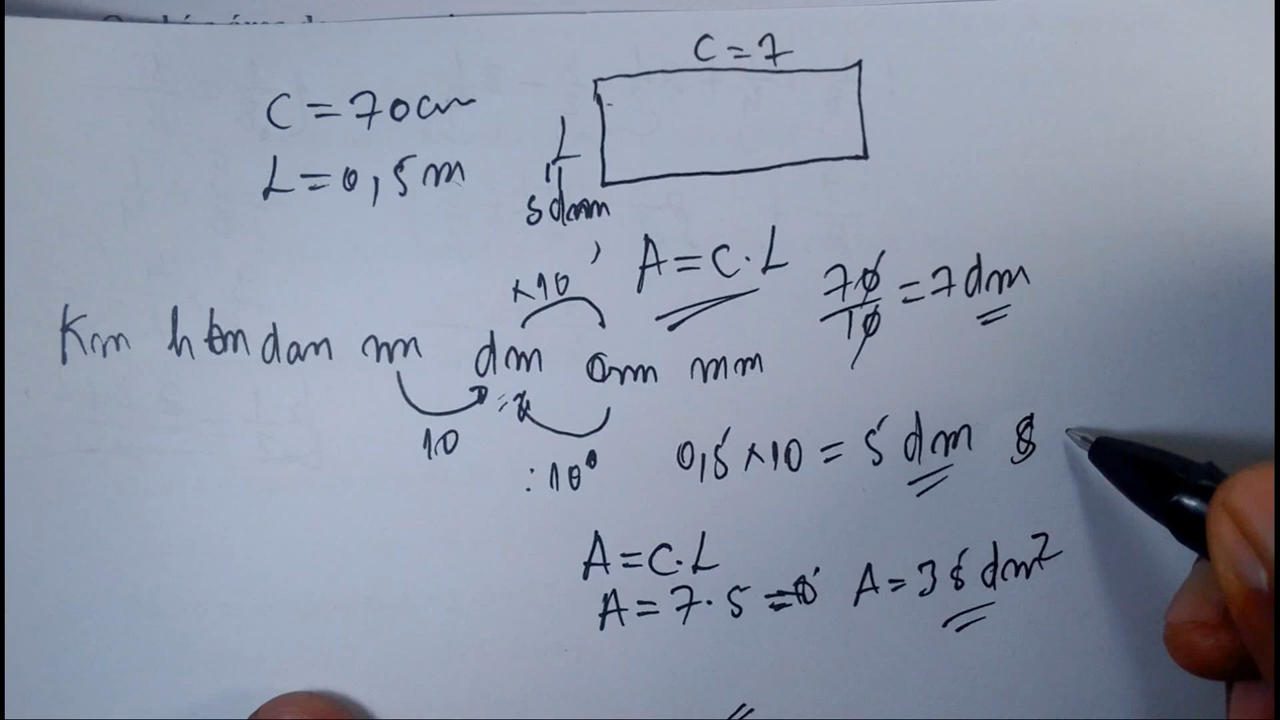 C = 7
C = 70cm
L = 0,5m
L
5dm
A = C.L
70/10 = 7dm
×10
Km hm dam m dm cm mm
10
:10
0,5 × 10 = 5 dm 8
A = C.L
A = 7.5 = A = 35 dm²